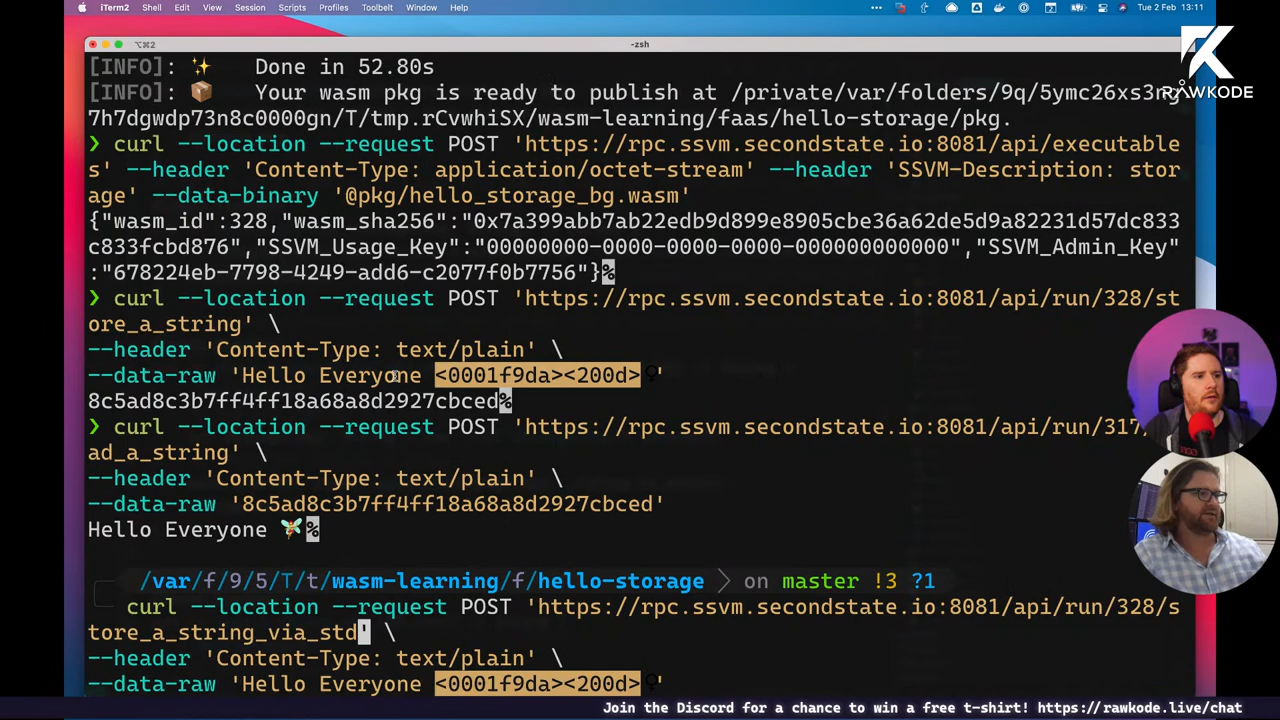 iTerm2 Shell Edit View Session Scripts Profiles Toolbelt Window Help Tue 2 Feb 13:11
⌥⌘2 -zsh
[INFO]: ✨ Done in 52.80s
[INFO]: 📦 Your wasm pkg is ready to publish at /private/var/folders/9q/5ymc26xs3n
7h7dgwdp73n8c0000gn/T/tmp.rCvwhiSX/wasm-learning/faas/hello-storage/pkg.
RAWKODE
❯ curl --location --request POST 'https://rpc.ssvm.secondstate.io:8081/api/executable
s' --header 'Content-Type: application/octet-stream' --header 'SSVM-Description: stor
age' --data-binary '@pkg/hello_storage_bg.wasm'
{"wasm_id":328,"wasm_sha256":"0x7a399abb7ab22edb9d899e8905cbe36a62de5d9a82231d57dc833
c833fcbd876","SSVM_Usage_Key":"00000000-0000-0000-0000-000000000000","SSVM_Admin_Key"
:"678224eb-7798-4249-add6-c2077f0b7756"}%
❯ curl --location --request POST 'https://rpc.ssvm.secondstate.io:8081/api/run/328/st
ore_a_string' \
--header 'Content-Type: text/plain' \
--data-raw 'Hello Everyone <0001f9da><200d>♀'
8c5ad8c3b7ff4ff18a68a8d2927cbced%
❯ curl --location --request POST 'https://rpc.ssvm.secondstate.io:8081/api/run/317/
ad_a_string' \
--header 'Content-Type: text/plain' \
--data-raw '8c5ad8c3b7ff4ff18a68a8d2927cbced'
Hello Everyone 🧚‍♀%
/var/f/9/5/T/t/wasm-learning/f/hello-storage on master !3 ?1
curl --location --request POST 'https://rpc.ssvm.secondstate.io:8081/api/run/328/s
tore_a_string_via_std' \
--header 'Content-Type: text/plain' \
--data-raw 'Hello Everyone <0001f9da><200d>♀'
Join the Discord for a chance to win a free t-shirt! https://rawkode.live/chat